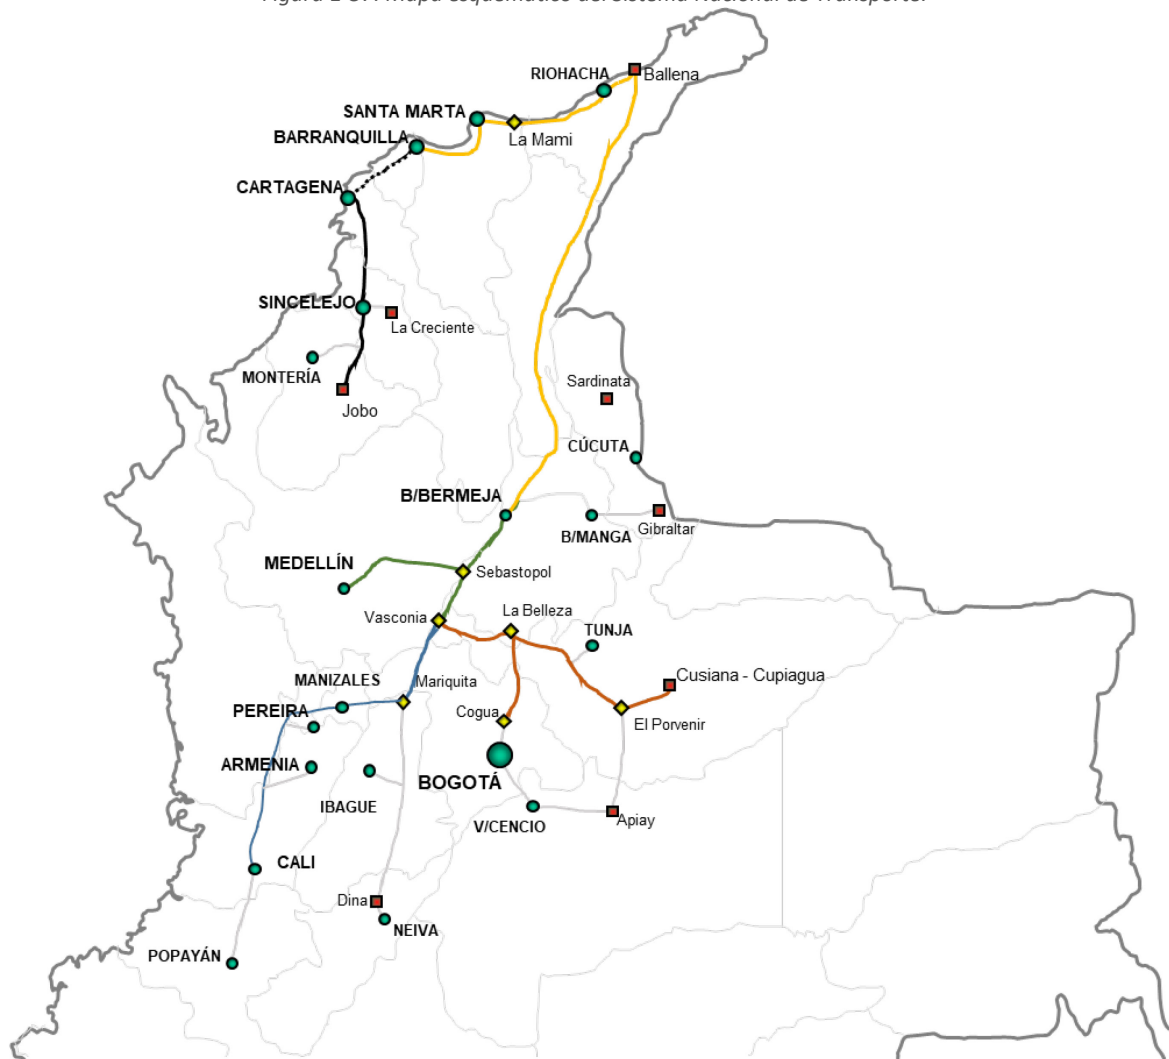 RIOHACHA
Ballena
SANTA MARTA
La Mami
BARRANQUILLA
CARTAGENA
SINCELEJO
La Creciente
MONTERÍA
Jobo
Sardinata
CÚCUTA
B/BERMEJA
B/MANGA
Gibraltar
MEDELLÍN
Sebastopol
Vasconia
La Belleza
TUNJA
MANIZALES
Mariquita
Cusiana - Cupiagua
PEREIRA
Cogua
El Porvenir
ARMENIA
IBAGUE
BOGOTÁ
V/CENCIO
Apiay
CALI
Dina
NEIVA
POPAYÁN